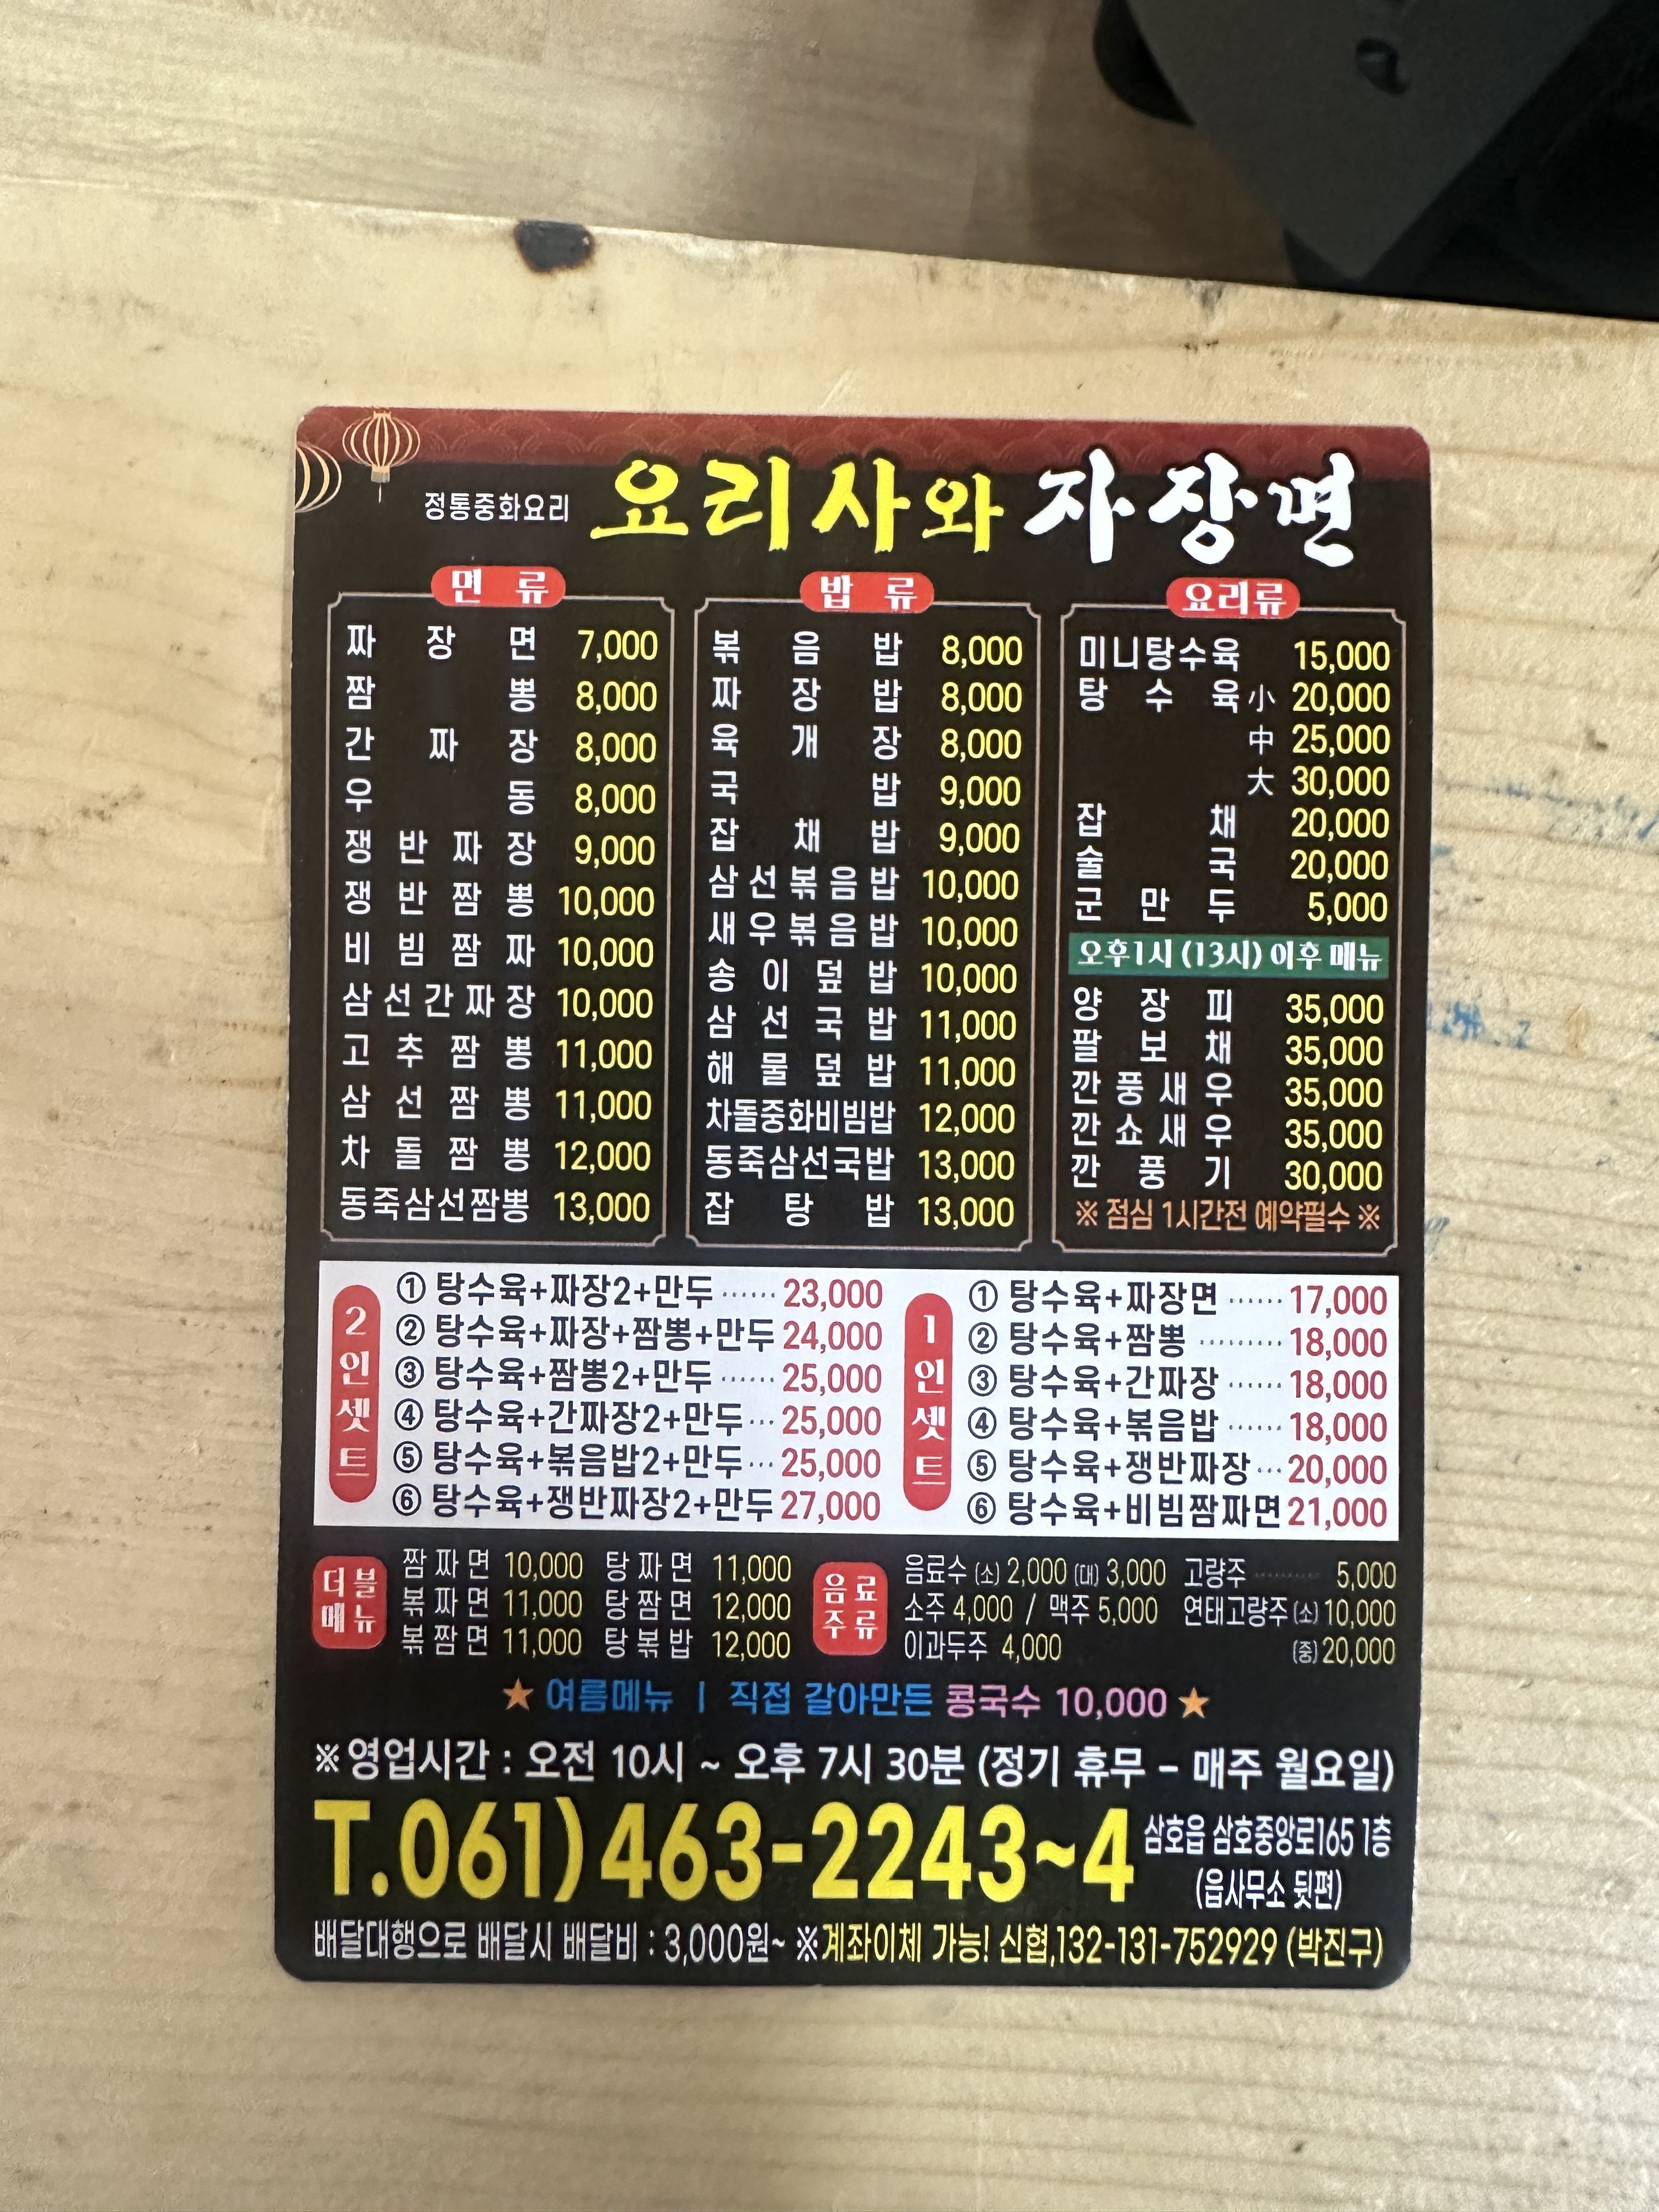 정통중화요리 요리사와 자장면
면 류
짜 장 면 7,000
짬 뽕 8,000
간 짜 장 8,000
우 동 8,000
쟁 반 짜 장 9,000
쟁 반 짬 뽕 10,000
비 빔 짬 짜 10,000
삼 선 간 짜 장 10,000
고 추 짬 뽕 11,000
삼 선 짬 뽕 11,000
차 돌 짬 뽕 12,000
동죽삼선짬뽕 13,000
밥 류
볶 음 밥 8,000
짜 장 밥 8,000
육 개 장 8,000
국 밥 9,000
잡 채 밥 9,000
삼 선 볶 음 밥 10,000
새 우 볶 음 밥 10,000
송 이 덮 밥 10,000
삼 선 국 밥 11,000
해 물 덮 밥 11,000
차돌중화비빔밥 12,000
동죽삼선국밥 13,000
잡 탕 밥 13,000
요리류
미니탕수육 15,000
탕 수 육 小 20,000
中 25,000
大 30,000
잡 채 20,000
술 국 20,000
군 만 두 5,000
오후1시 (13시) 이후 메뉴
양 장 피 35,000
팔 보 채 35,000
깐 풍 새 우 35,000
깐 쇼 새 우 35,000
깐 풍 기 30,000
※ 점심 1시간전 예약필수 ※
2인셋트
① 탕수육+짜장2+만두 ······ 23,000
② 탕수육+짜장+짬뽕+만두 24,000
③ 탕수육+짬뽕2+만두 ······ 25,000
④ 탕수육+간짜장2+만두 ··· 25,000
⑤ 탕수육+볶음밥2+만두 ··· 25,000
⑥ 탕수육+쟁반짜장2+만두 27,000
1인셋트
① 탕수육+짜장면 ······ 17,000
② 탕수육+짬뽕 ········· 18,000
③ 탕수육+간짜장 ······ 18,000
④ 탕수육+볶음밥 ······ 18,000
⑤ 탕수육+쟁반짜장 ··· 20,000
⑥ 탕수육+비빔짬짜면 21,000
더블
메뉴
짬 짜 면 10,000 탕 짜 면 11,000
볶 짜 면 11,000 탕 짬 면 12,000
볶 짬 면 11,000 탕 볶 밥 12,000
음료
주류
음료수 (소) 2,000 (대) 3,000 고량주 ········· 5,000
소주 4,000 / 맥주 5,000 연태고량주 (소) 10,000
이과두주 4,000 (중) 20,000
★ 여름메뉴 | 직접 갈아만든 콩국수 10,000 ★
※ 영업시간 : 오전 10시 ~ 오후 7시 30분 (정기 휴무 - 매주 월요일)
T.061) 463-2243~4 삼호읍 삼호중앙로165 1층
(읍사무소 뒷편)
배달대행으로 배달시 배달비 : 3,000원~ ※계좌이체 가능! 신협,132-131-752929 (박진구)